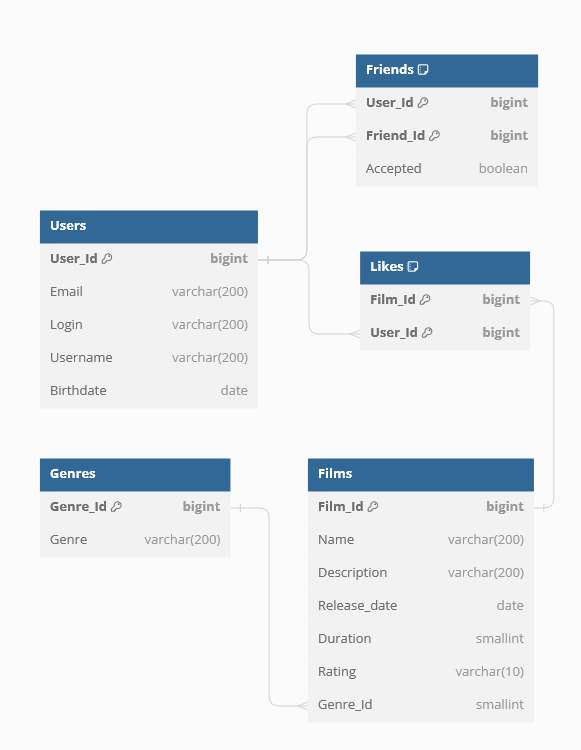 Friends
User_Id bigint
Friend_Id bigint
Accepted boolean
Users
User_Id bigint
Email varchar(200)
Login varchar(200)
Username varchar(200)
Birthdate date
Likes
Film_Id bigint
User_Id bigint
Genres
Genre_Id bigint
Genre varchar(200)
Films
Film_Id bigint
Name varchar(200)
Description varchar(200)
Release_date date
Duration smallint
Rating varchar(10)
Genre_Id smallint